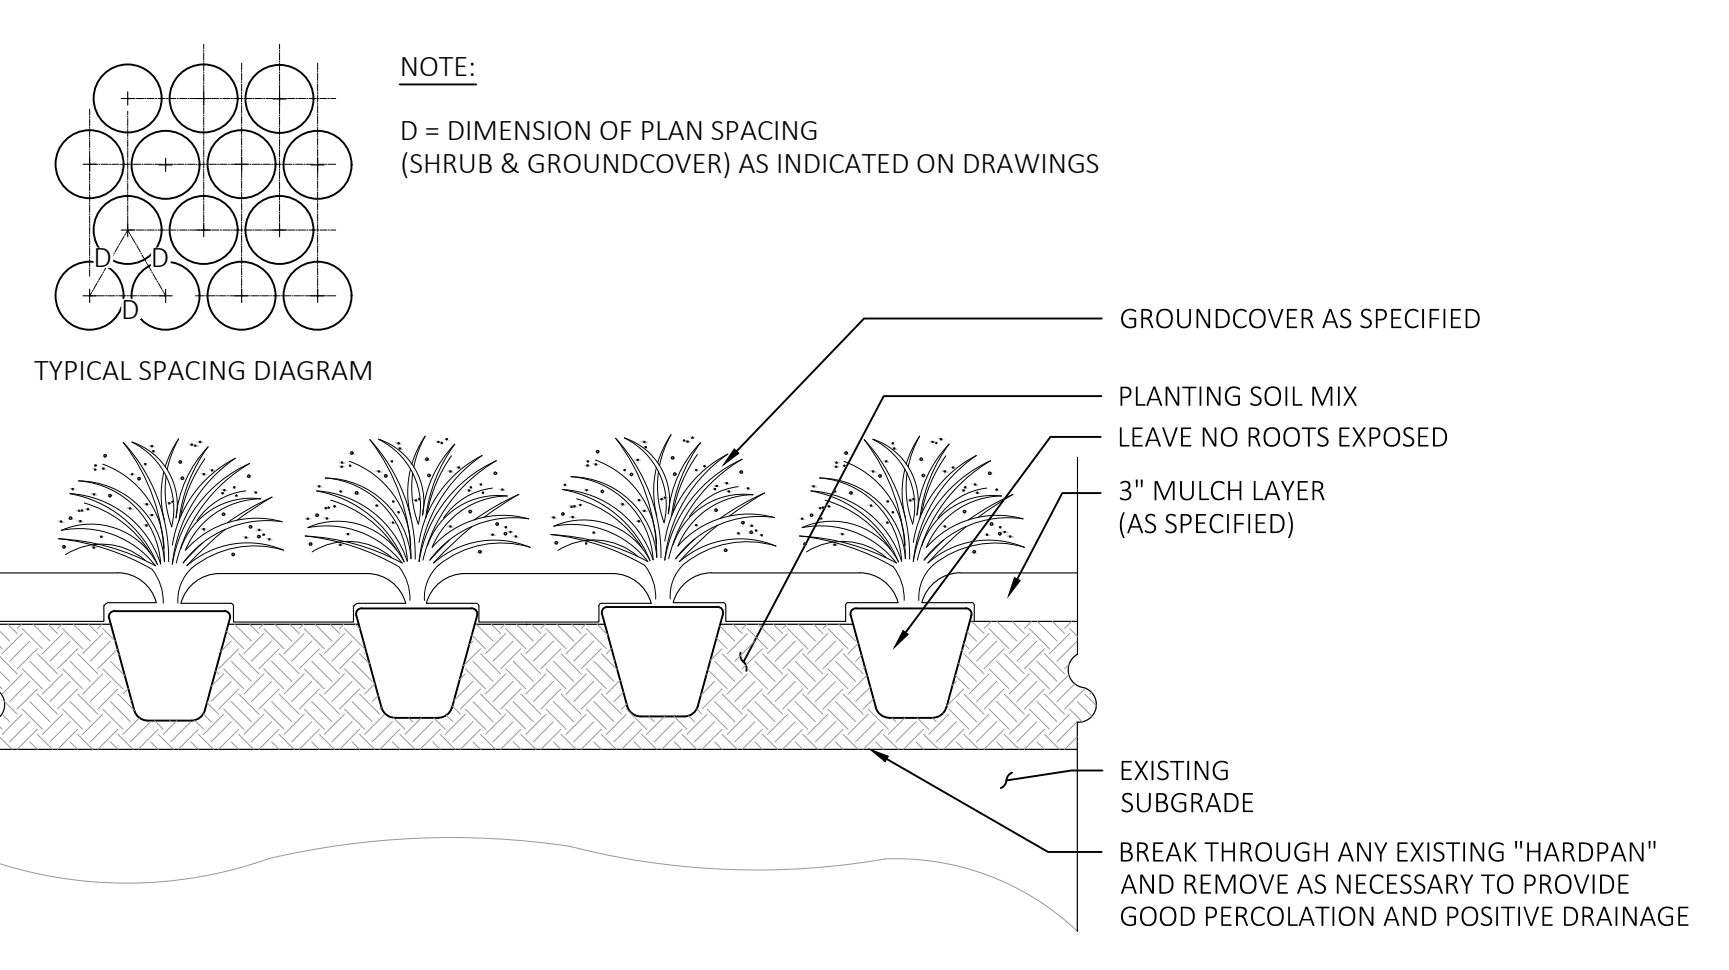 NOTE:
D = DIMENSION OF PLAN SPACING
(SHRUB & GROUNDCOVER) AS INDICATED ON DRAWINGS
D D
D
TYPICAL SPACING DIAGRAM
GROUNDCOVER AS SPECIFIED
PLANTING SOIL MIX
LEAVE NO ROOTS EXPOSED
3" MULCH LAYER
(AS SPECIFIED)
EXISTING
SUBGRADE
BREAK THROUGH ANY EXISTING "HARDPAN"
AND REMOVE AS NECESSARY TO PROVIDE
GOOD PERCOLATION AND POSITIVE DRAINAGE